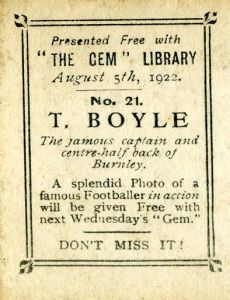 Presented Free with
"THE GEM" LIBRARY
August 5th, 1922.
No. 21.
T. BOYLE
The famous captain and
centre-half back of
Burnley.
A splendid Photo of a
famous Footballer in action
will be given Free with
next Wednesday's "Gem."
DON'T MISS IT!